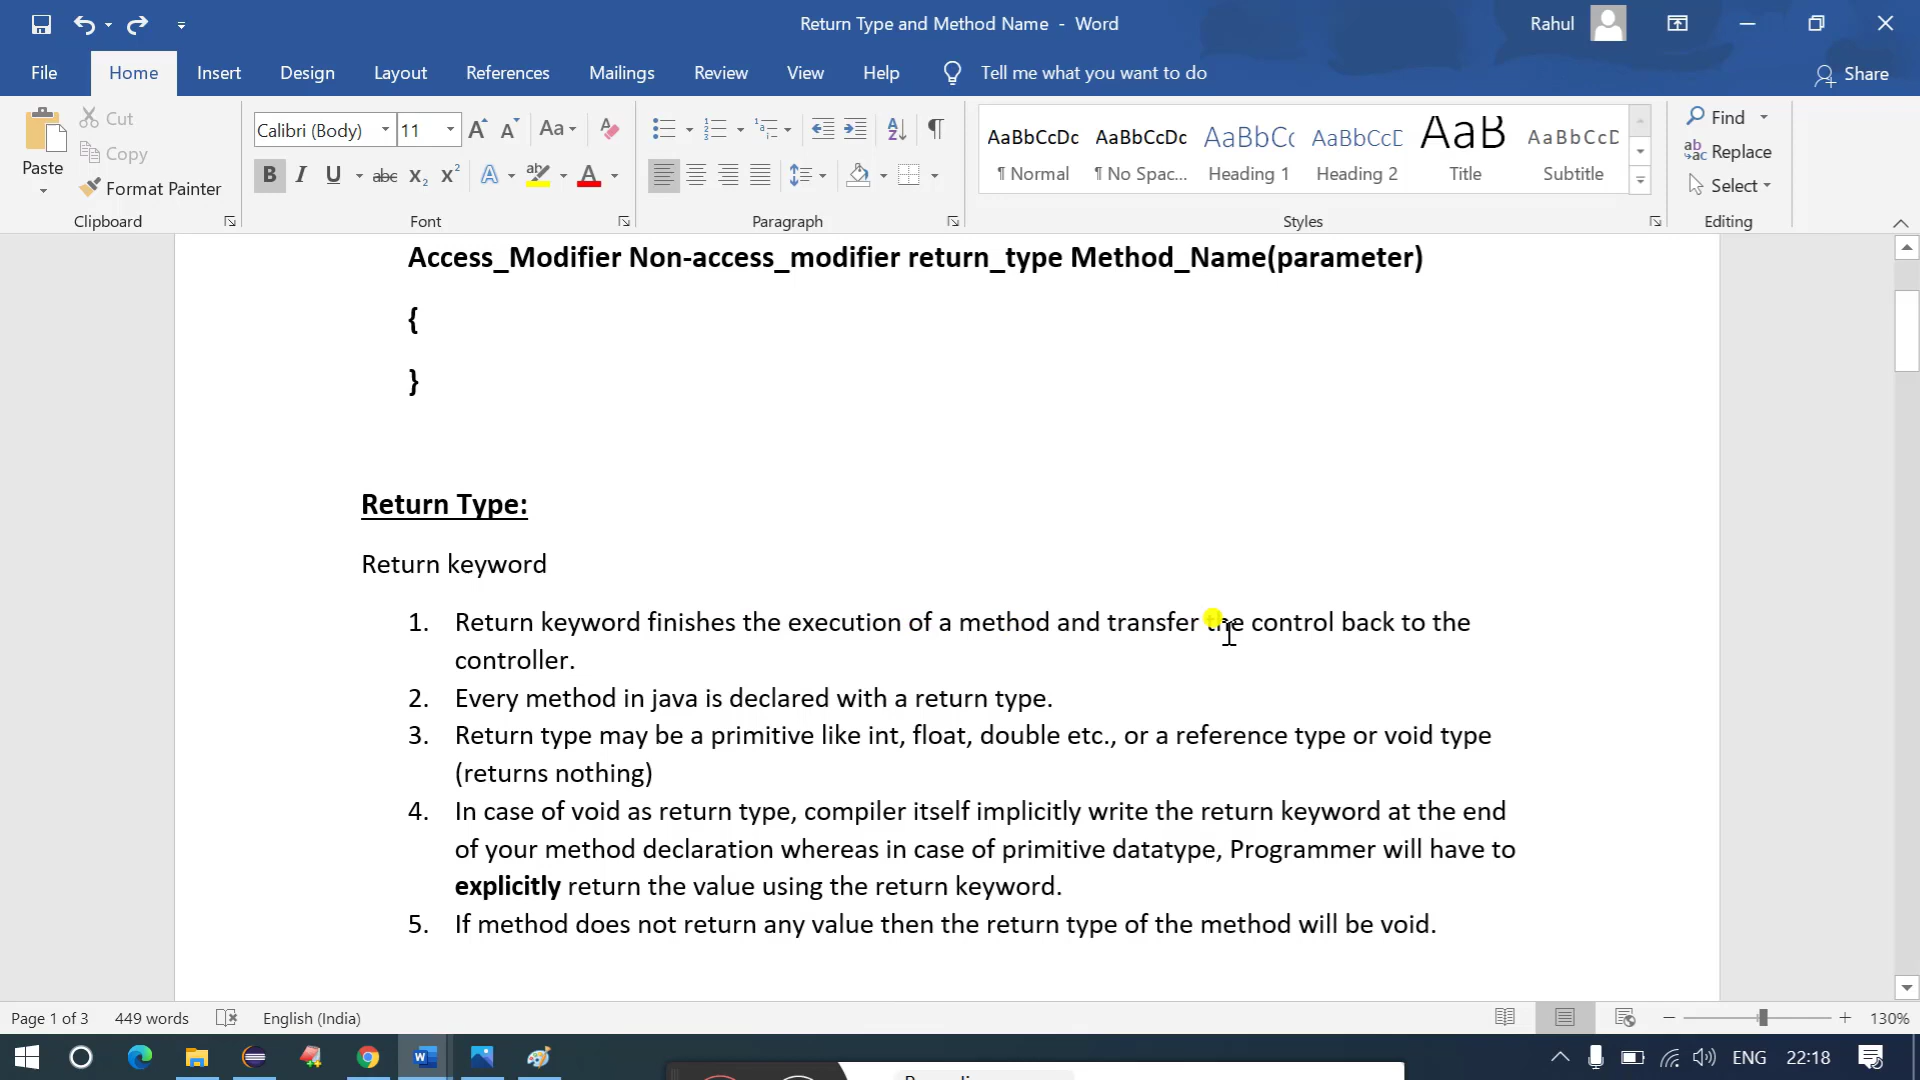 Return Type and Method Name - Word
Rahul
File Home Insert Design Layout References Mailings Review View Help Tell me what you want to do Share
Paste
Cut
Copy
Format Painter
Clipboard
Calibri (Body) 11
Aa
B I U abc X2 X2 A ab A
Font
Paragraph
AaBbCcDc AaBbCcDc AaBbCc AaBbCcD AaB AaBbCcD
¶ Normal ¶ No Spac... Heading 1 Heading 2 Title Subtitle
Styles
Find
Replace
Select
Editing
Access_Modifier Non-access_modifier return_type Method_Name(parameter)
{
}
Return Type:
Return keyword
1. Return keyword finishes the execution of a method and transfer the control back to the
controller.
2. Every method in java is declared with a return type.
3. Return type may be a primitive like int, float, double etc., or a reference type or void type
(returns nothing)
4. In case of void as return type, compiler itself implicitly write the return keyword at the end
of your method declaration whereas in case of primitive datatype, Programmer will have to
explicitly return the value using the return keyword.
5. If method does not return any value then the return type of the method will be void.
Page 1 of 3 449 words English (India) 130%
ENG 22:18